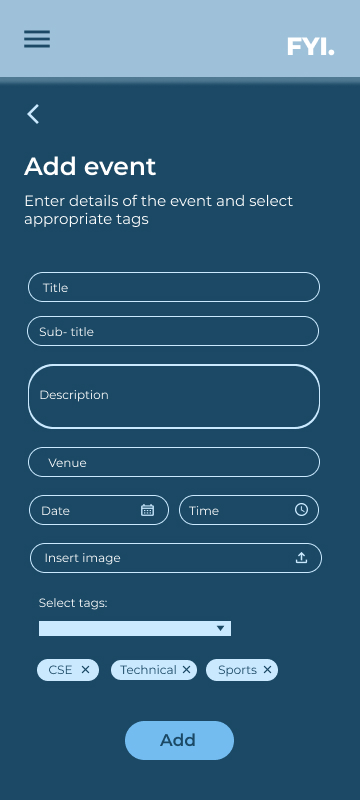 FYI.
Add event
Enter details of the event and select
appropriate tags
Title
Sub- title
Description
Venue
Date
Time
Insert image
Select tags:
CSE
Technical
Sports
Add